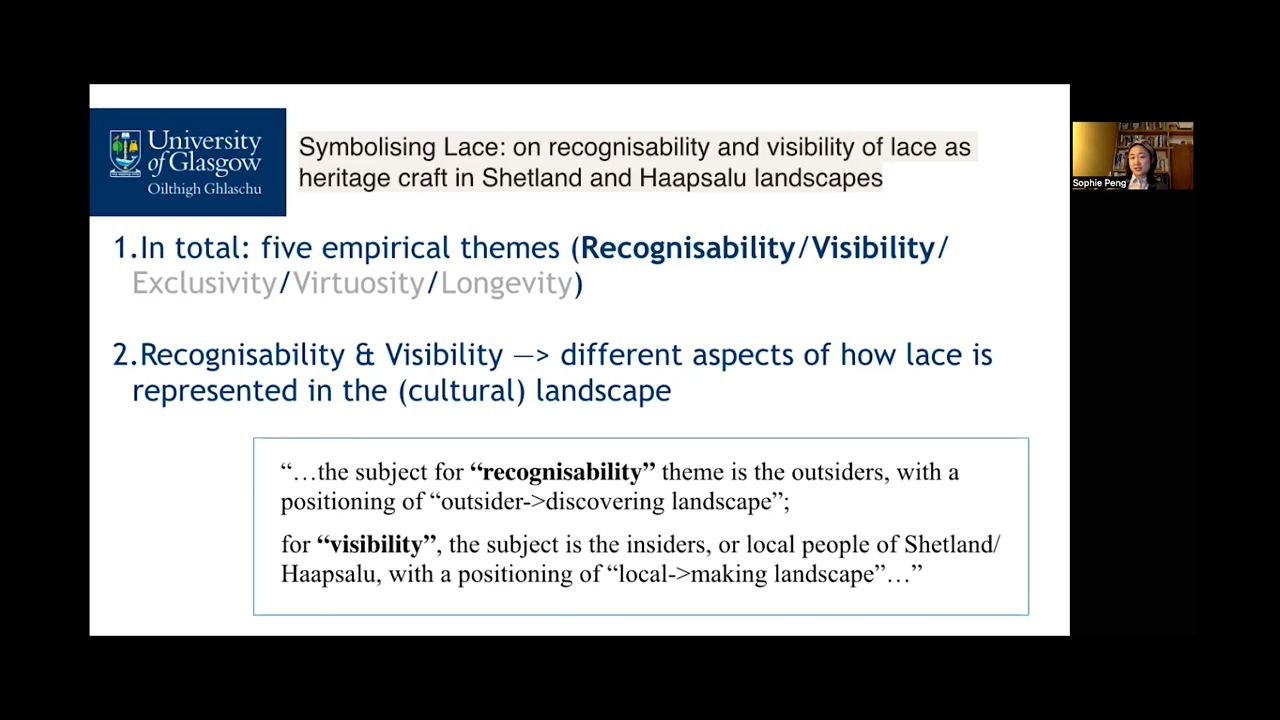 University
of Glasgow
Oilthigh Ghlaschu
Symbolising Lace: on recognisability and visibility of lace as
heritage craft in Shetland and Haapsalu landscapes
1.In total: five empirical themes (Recognisability/Visibility/
Exclusivity/Virtuosity/Longevity)
2.Recognisability & Visibility —> different aspects of how lace is
represented in the (cultural) landscape
“…the subject for “recognisability” theme is the outsiders, with a
positioning of “outsider->discovering landscape”;
for “visibility”, the subject is the insiders, or local people of Shetland/
Haapsalu, with a positioning of “local->making landscape”…”
Sophie Peng